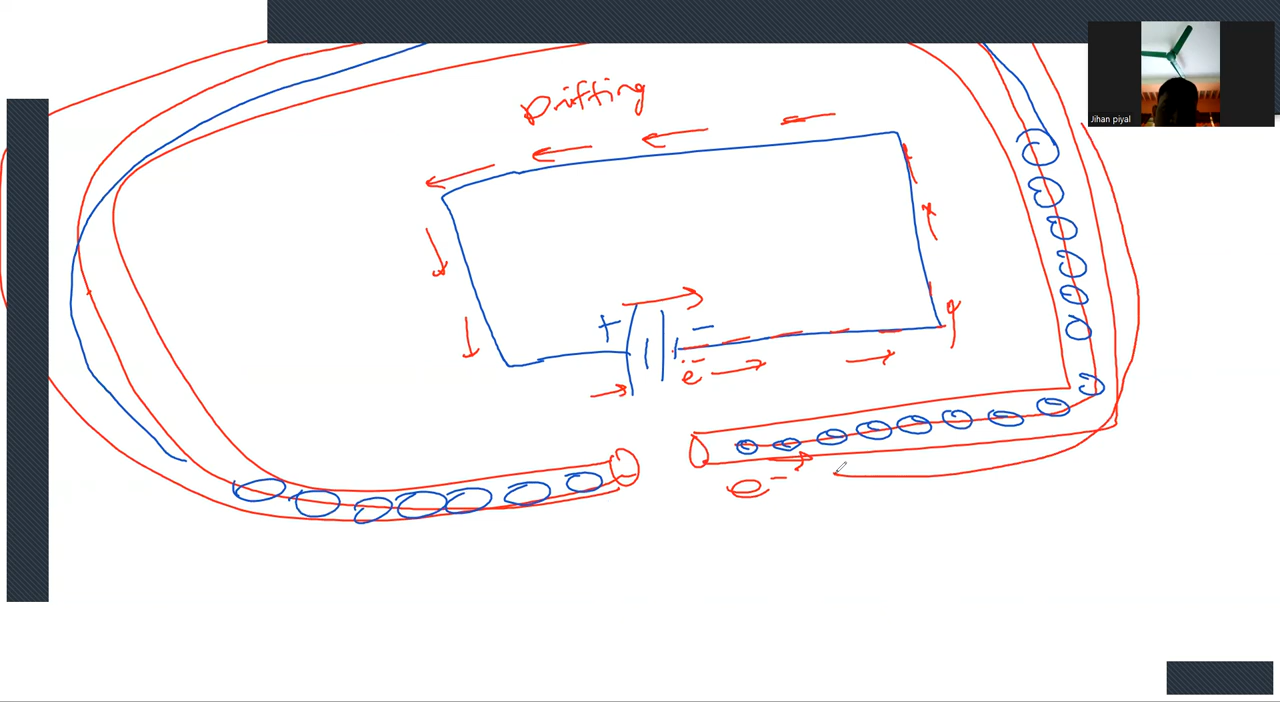 Jihan piyal
Drifting
+ -
e-
e-